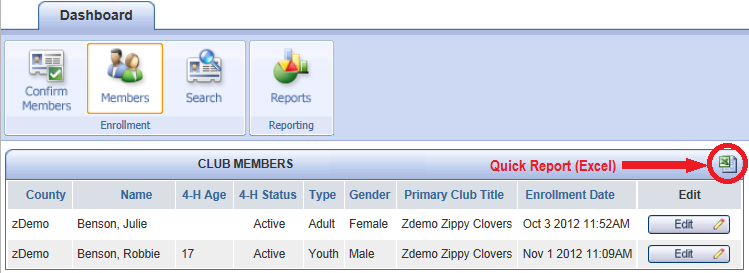 Dashboard
Confirm Members
Members
Search
Reports
Enrollment
Reporting
CLUB MEMBERS
Quick Report (Excel)
County Name 4-H Age 4-H Status Type Gender Primary Club Title Enrollment Date Edit
zDemo Benson, Julie Active Adult Female Zdemo Zippy Clovers Oct 3 2012 11:52AM Edit
zDemo Benson, Robbie 17 Active Youth Male Zdemo Zippy Clovers Nov 1 2012 11:09AM Edit